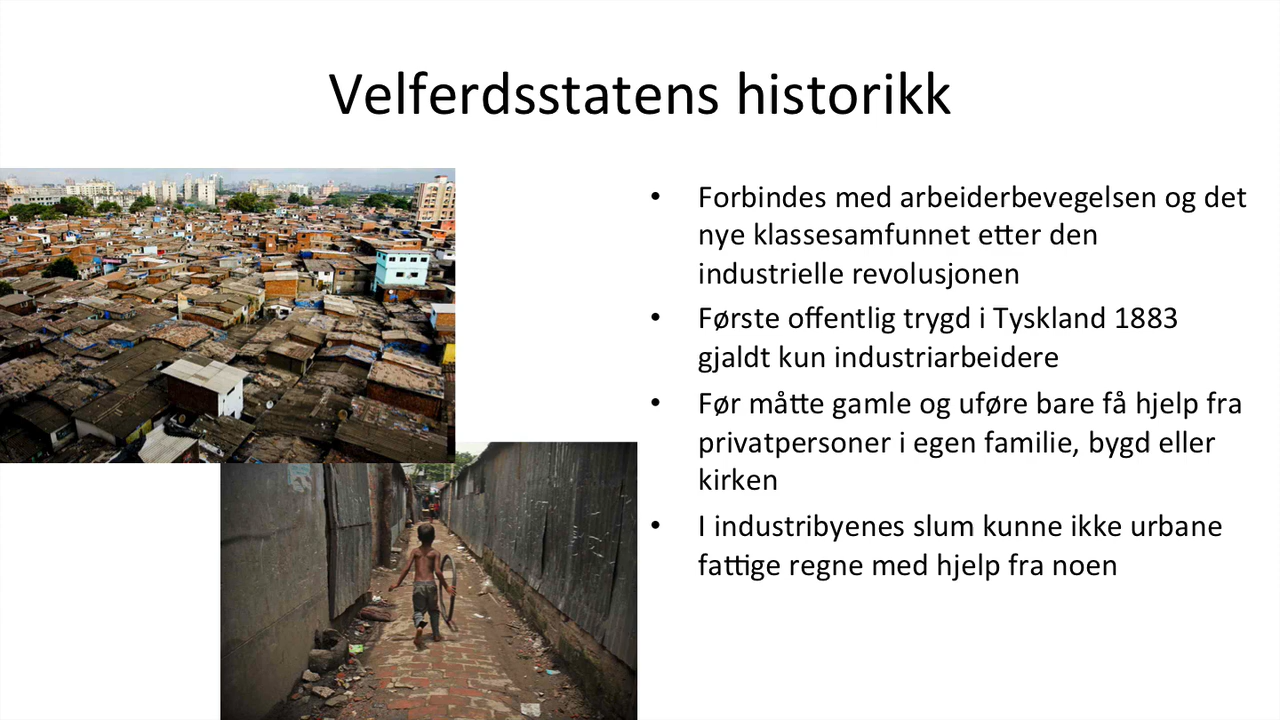 Velferdsstatens historikk
• Forbindes med arbeiderbevegelsen og det
nye klassesamfunnet etter den
industrielle revolusjonen
• Første offentlig trygd i Tyskland 1883
gjaldt kun industriarbeidere
• Før måtte gamle og uføre bare få hjelp fra
privatpersoner i egen familie, bygd eller
kirken
• I industribyenes slum kunne ikke urbane
fattige regne med hjelp fra noen